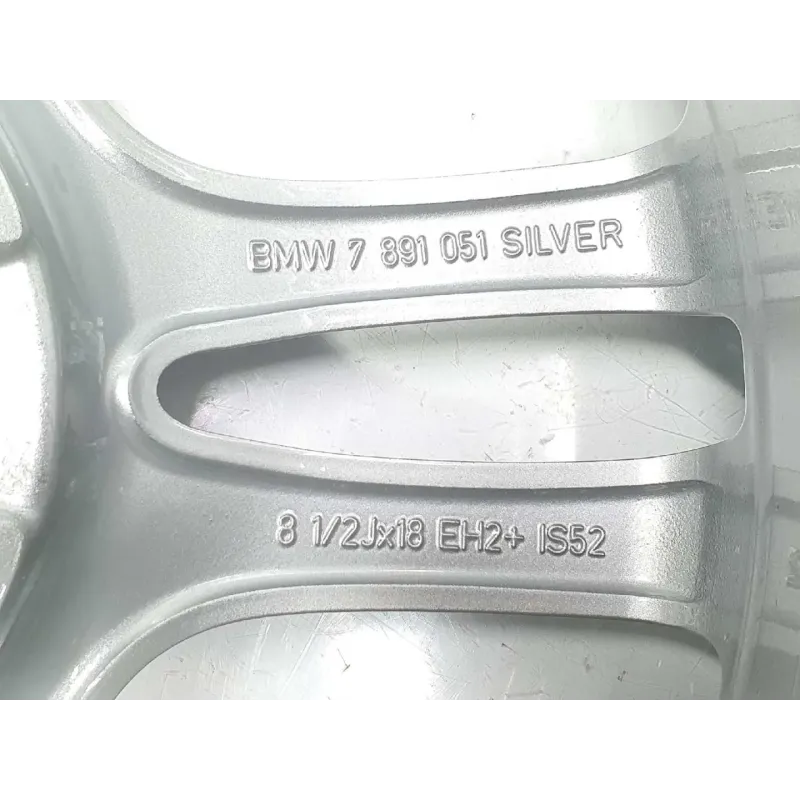 BMW 7 891 051 SILVER
8 1/2Jx18 EH2+ IS52